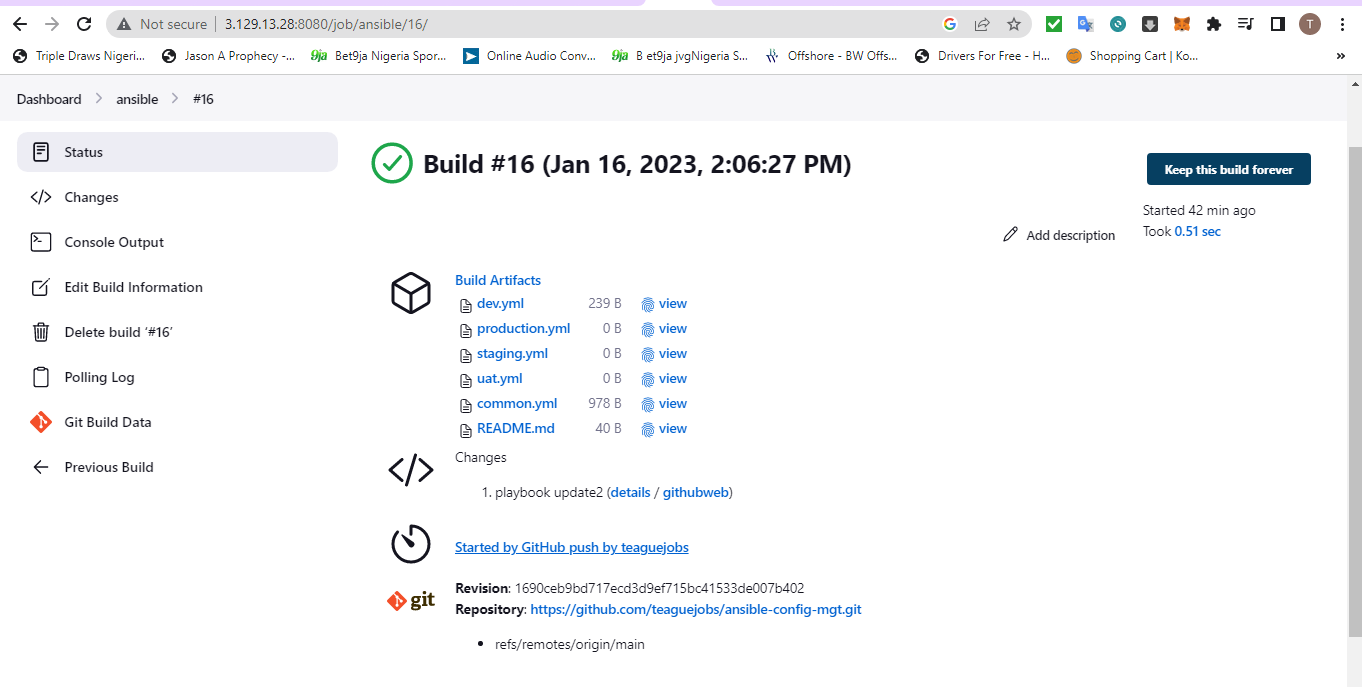 Not secure | 3.129.13.28:8080/job/ansible/16/
T
Triple Draws Nigeri... Jason A Prophecy -... 9ja Bet9ja Nigeria Spor... Online Audio Conv... 9ja B et9ja jvgNigeria S... Offshore - BW Offs... Drivers For Free - H... Shopping Cart | Ko... »
Dashboard > ansible > #16
Status
Changes
Console Output
Edit Build Information
Delete build ‘#16’
Polling Log
Git Build Data
Previous Build
Build #16 (Jan 16, 2023, 2:06:27 PM)
Keep this build forever
Started 42 min ago
Took 0.51 sec
Add description
Build Artifacts
dev.yml 239 B view
production.yml 0 B view
staging.yml 0 B view
uat.yml 0 B view
common.yml 978 B view
README.md 40 B view
Changes
1. playbook update2 (details / githubweb)
Started by GitHub push by teaguejobs
git
Revision: 1690ceb9bd717ecd3d9ef715bc41533de007b402
Repository: https://github.com/teaguejobs/ansible-config-mgt.git
• refs/remotes/origin/main